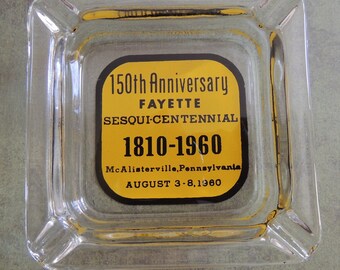 150th Anniversary
FAYETTE
SESQUI-CENTENNIAL
1810-1960
McAlisterville, Pennsylvania
AUGUST 3-8, 1960